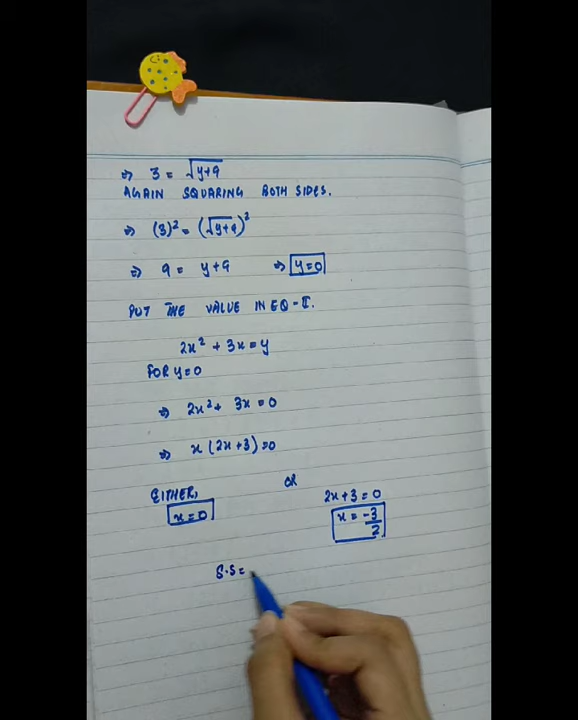 ⇒ 3 = √y+9
AGAIN SQUARING BOTH SIDES.
⇒ (3)² = (√y+9)²
⇒ 9 = y+9 ⇒ y=0
PUT THE VALUE IN EQ - I.
2x² + 3x = y
FOR y=0
⇒ 2x² + 3x = 0
⇒ x (2x+3) = 0
EITHER, OR
x = 0
2x+3 = 0
x = -3/2
S.S =